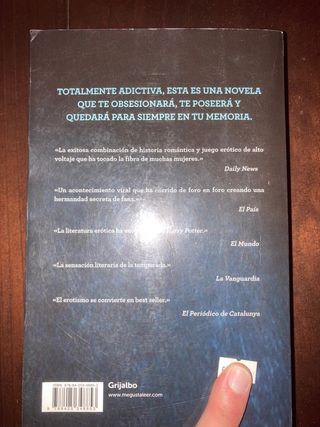 TOTALMENTE ADICTIVA, ESTA ES UNA NOVELA
QUE TE OBSESIONARÁ, TE POSEERÁ Y
QUEDARÁ PARA SIEMPRE EN TU MEMORIA.
«La exitosa combinación de historia romántica y juego erótico de alto
voltaje que ha tocado la fibra de muchas mujeres.»
Daily News
«Un acontecimiento viral que ha corrido de foro en foro creando una
hermandad secreta de fans.»
El País
«La literatura erótica ha Harry Potter.»
El Mundo
«La sensación literaria de la temporada.»
La Vanguardia
«El erotismo se convierte en best seller.»
El Periódico de Catalunya
Grijalbo
www.megustaleer.com